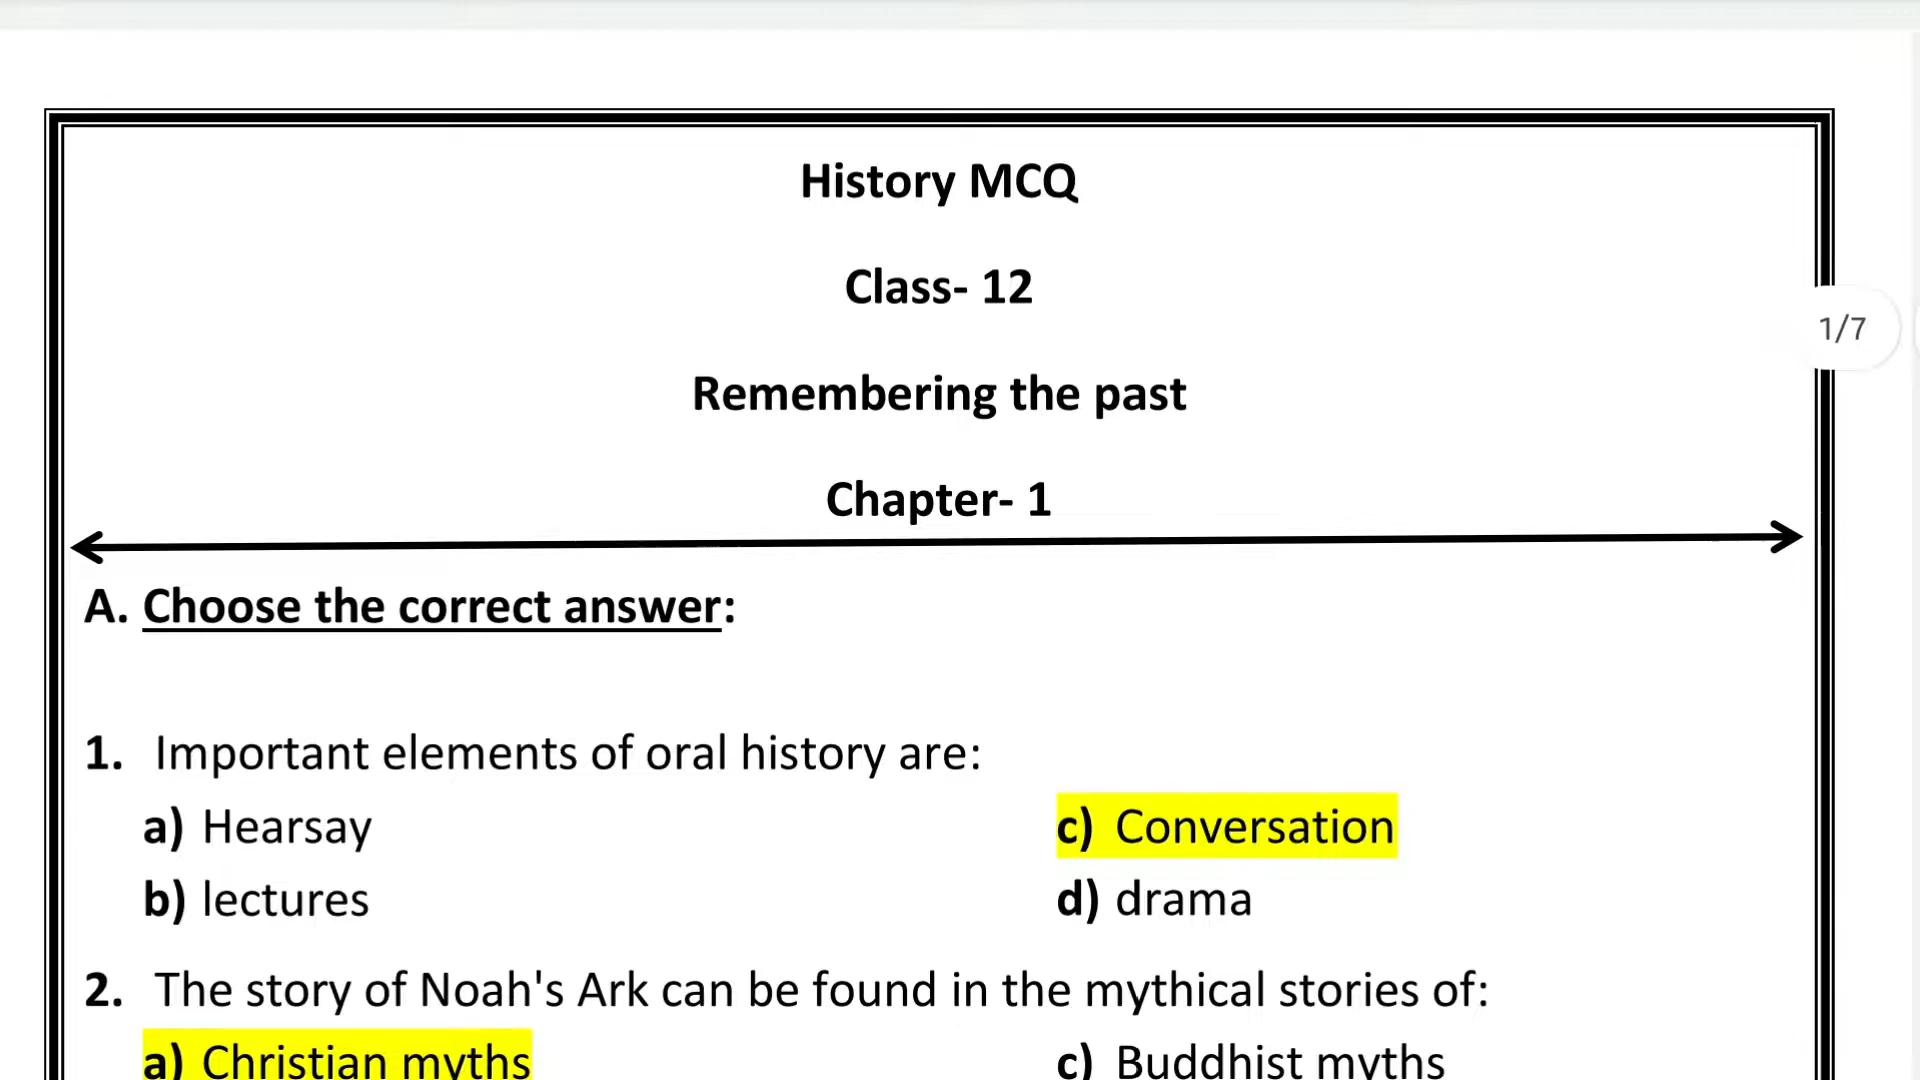 History MCQ
Class- 12
1/7
Remembering the past
Chapter- 1
A. Choose the correct answer:
1. Important elements of oral history are:
a) Hearsay c) Conversation
b) lectures d) drama
2. The story of Noah's Ark can be found in the mythical stories of:
a) Christian myths c) Buddhist myths